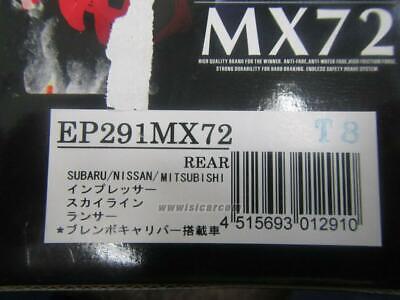 MX72
HIGH QUALITY BRAND FOR THE WINNER. ANTI-FADE, ANTI-WATER FADE, HIGH FRICTION FORCE.
STRONG DURABILITY FOR HARD BRAKING. ENDLESS SAFETY BRAKE SYSTEM.
EP291MX72
T8
REAR
SUBARU/NISSAN/MITSUBISHI
インプレッサー
スカイライン
ランサー
*ブレンボキャリパー搭載車
4 515693 012910
www.isicar.com